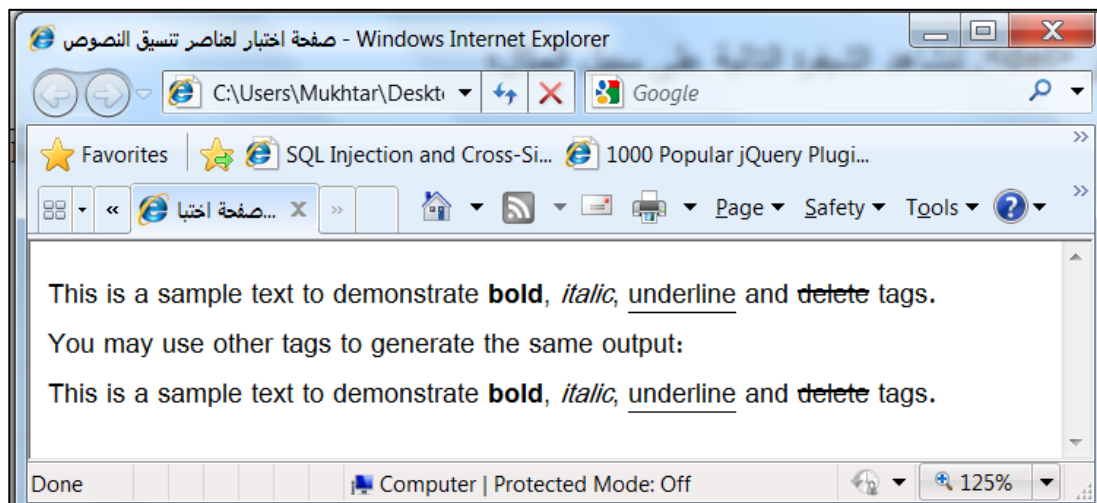 صفحة اختبار لعناصر تنسيق النصوص - Windows Internet Explorer
C:\Users\Mukhtar\Deskt Google
Favorites SQL Injection and Cross-Si... 1000 Popular jQuery Plugi...
صفحة اختبا... Page Safety Tools
This is a sample text to demonstrate bold, italic, underline and delete tags.
You may use other tags to generate the same output:
This is a sample text to demonstrate bold, italic, underline and delete tags.
Done Computer | Protected Mode: Off 125%